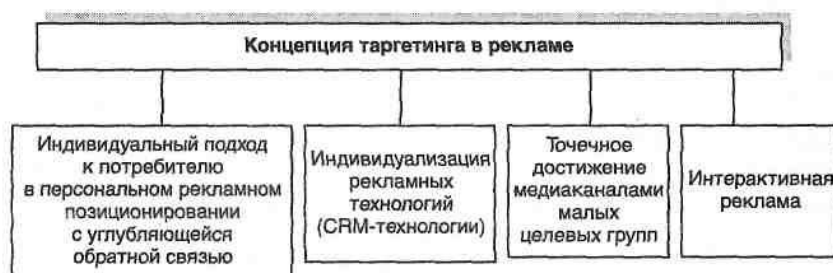 Концепция таргетинга в рекламе
Индивидуальный подход
к потребителю
в персональном рекламном
позиционировании
с углубляющейся
обратной связью
Индивидуализация
рекламных
технологий
(CRM-технологии)
Точечное
достижение
медиаканалами
малых
целевых групп
Интерактивная
реклама